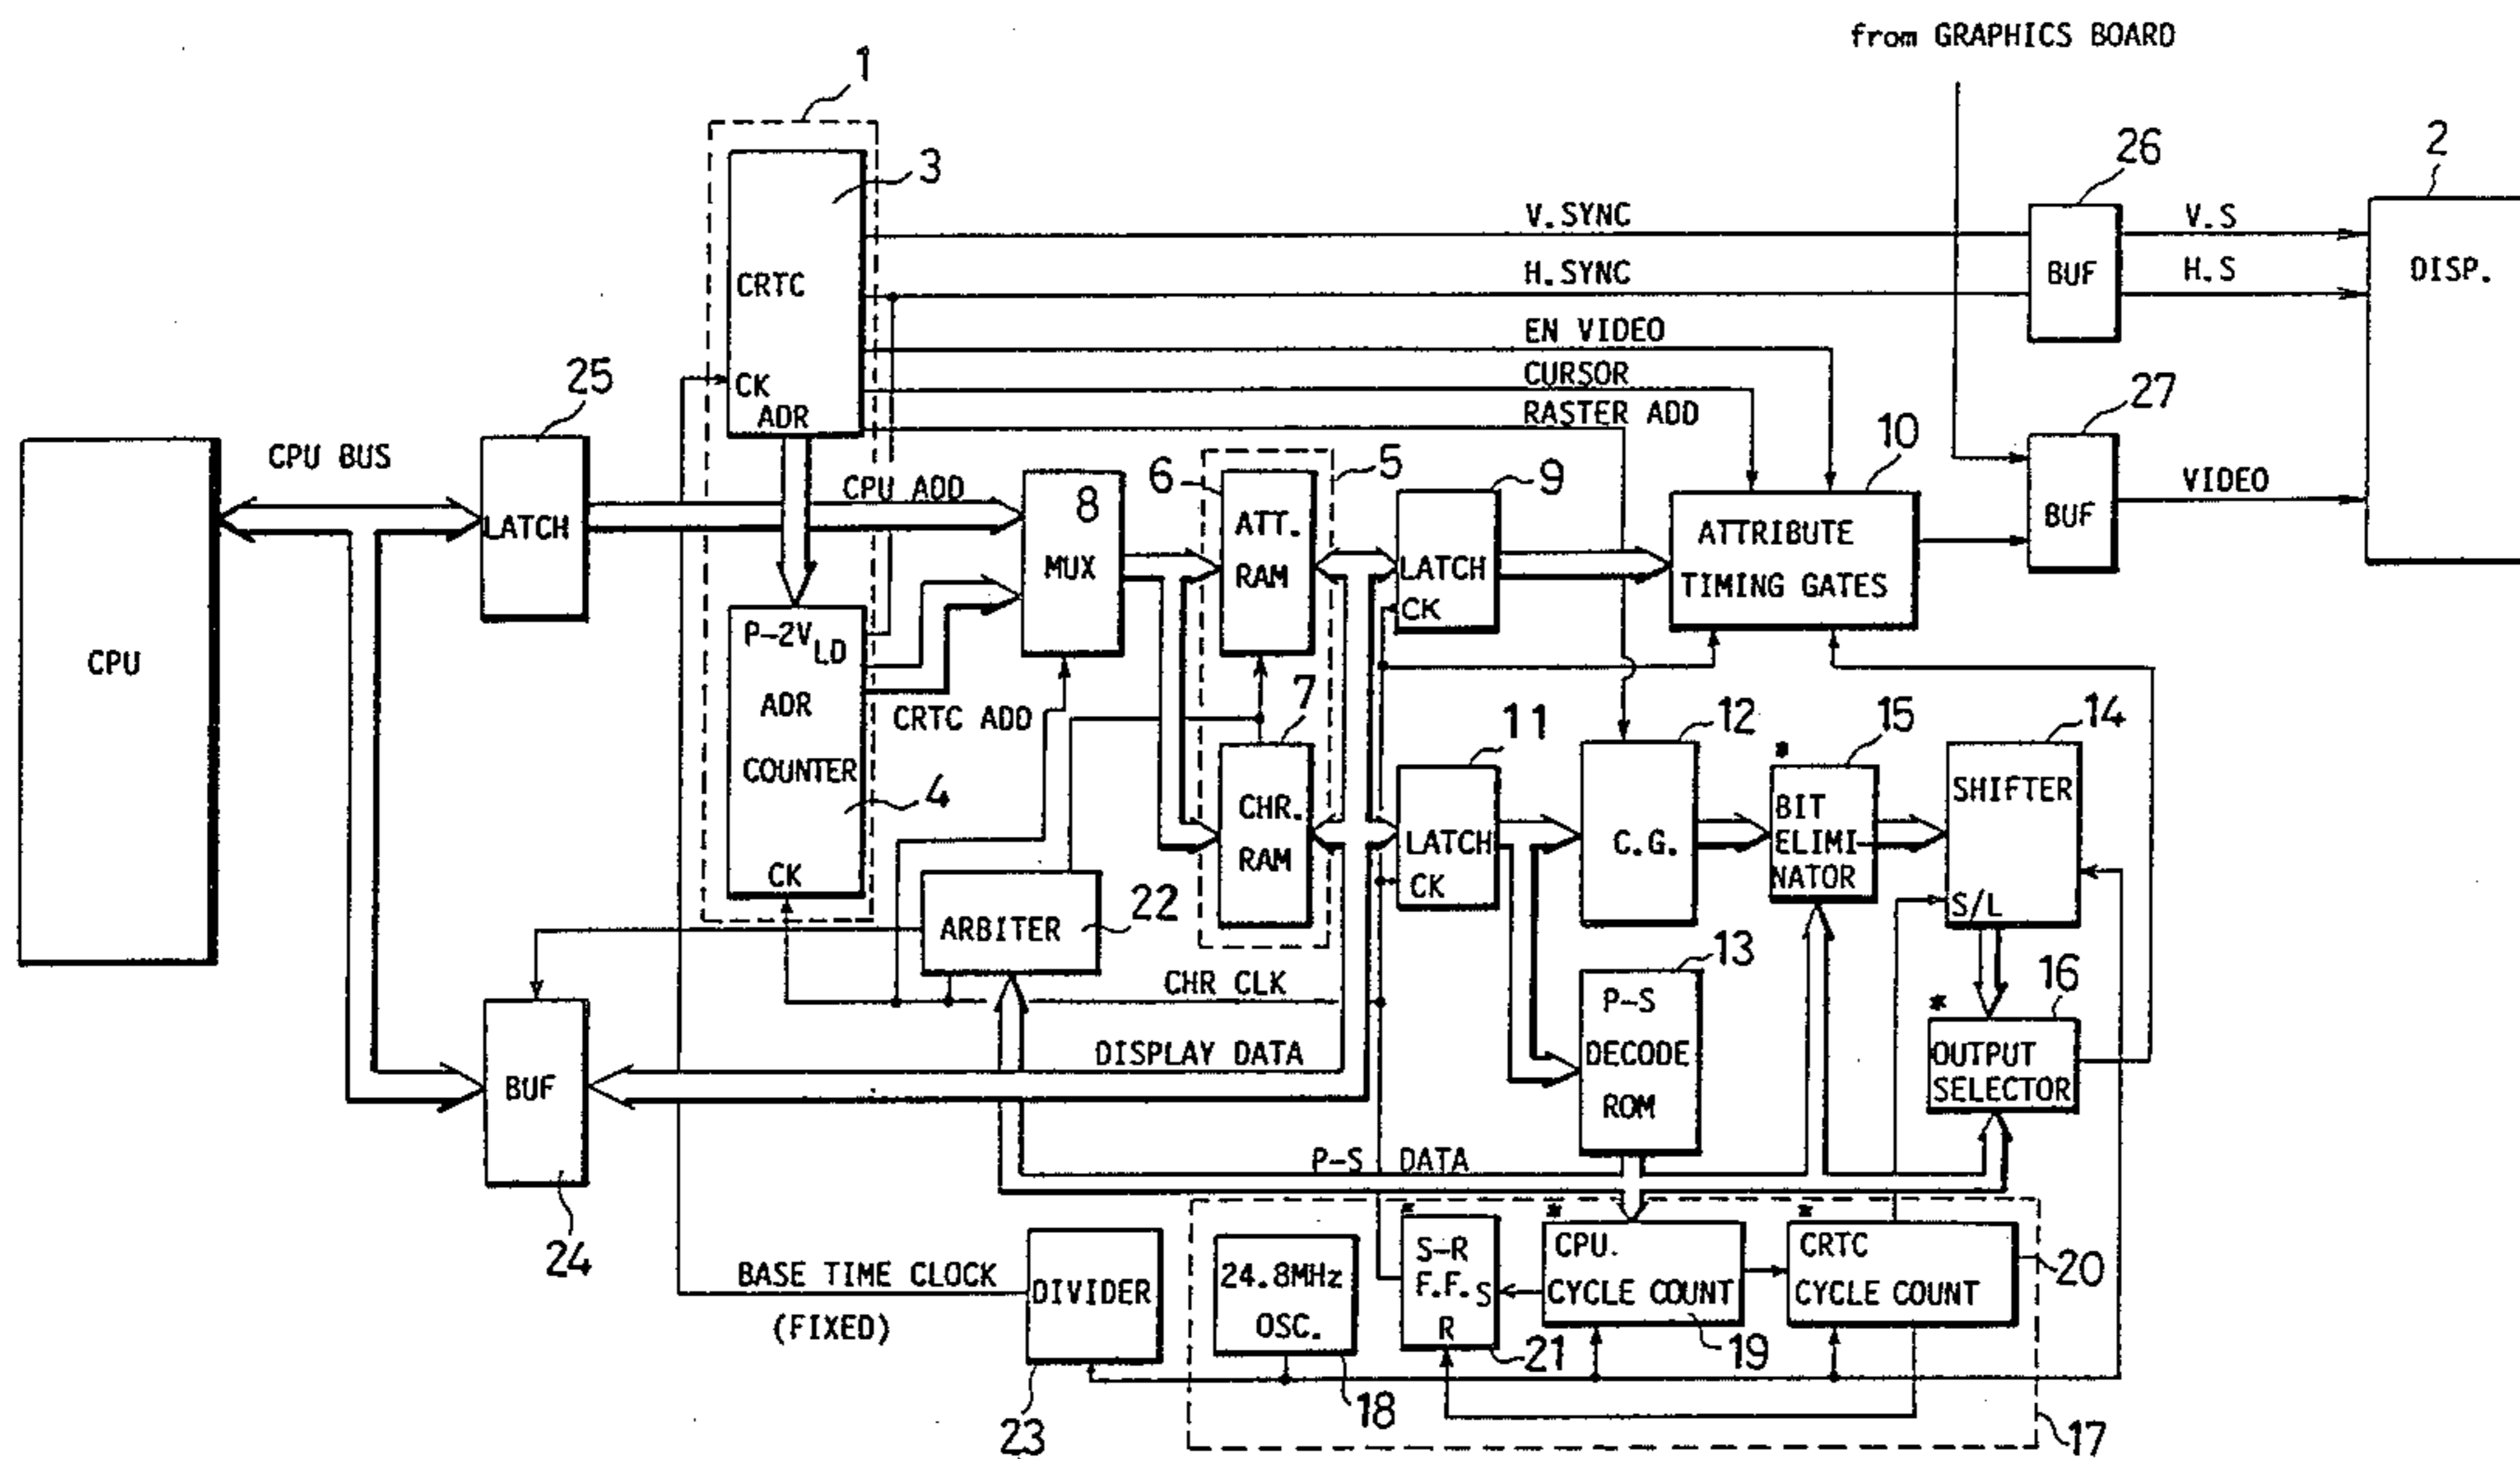 from GRAPHICS BOARD
1
3
26
2
V.SYNC
V.S
H.SYNC
H.S
CRTC
BUF
DISP.
EN VIDEO
CURSOR
RASTER ADD
CK
ADR
25
27
10
CPU BUS
CPU ADD
6
5
9
8
VIDEO
LATCH
MUX
ATT.
RAM
LATCH
CK
ATTRIBUTE
TIMING GATES
BUF
CPU
P-2V
LD
ADR
COUNTER
CK
4
CRTC ADD
7
11
12
15
14
*
CHR.
RAM
LATCH
CK
C.G.
BIT
ELIMI-
NATOR
SHIFTER
S/L
ARBITER
22
13
16
*
CHR CLK
P-S
DECODE
ROM
OUTPUT
SELECTOR
DISPLAY DATA
BUF
24
P-S DATA
*
*
*
BASE TIME CLOCK
(FIXED)
DIVIDER
23
24.8MHz
OSC.
18
S-R
F.F.
S
R
21
CPU.
CYCLE COUNT
19
CRTC
CYCLE COUNT
20
17